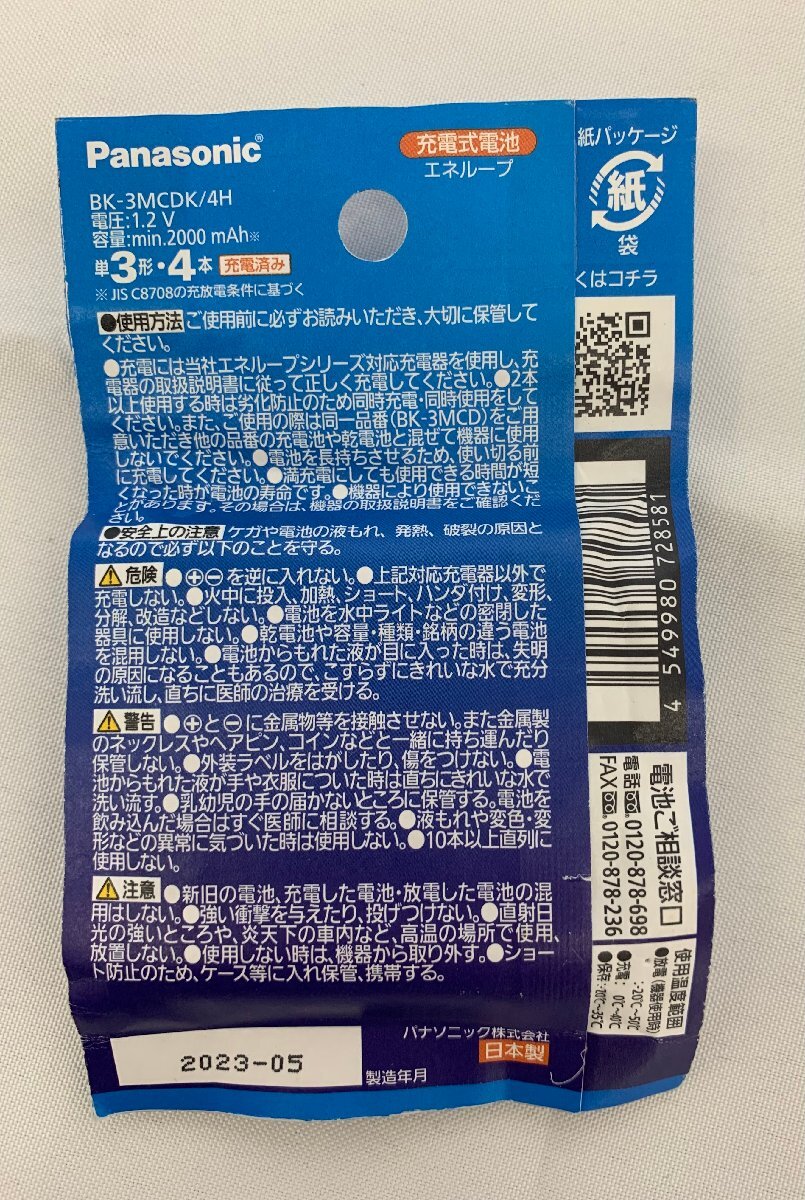 Panasonic®
充電式電池
エネループ
BK-3MCDK/4H
電圧:1.2 V
容量:min.2000 mAh※
単3形・4本 充電済み
※JIS C8708の充放電条件に基づく
●使用方法 ご使用前に必ずお読みいただき、大切に保管して
ください。
●充電には当社エネループシリーズ対応充電器を使用し、充
電器の取扱説明書に従って正しく充電してください。●2本
以上使用する時は劣化防止のため同時充電・同時使用をして
ください。また、ご使用の際は同一品番(BK-3MCD)をご用
意いただき他の品番の充電池や乾電池と混ぜて機器に使用
しないでください。●電池を長持ちさせるため、使い切る前
に充電してください。●満充電にしても使用できる時間が短
くなった時が電池の寿命です。●機器により使用できないこ
とがあります。その場合は、機器の取扱説明書をご確認くだ
さい。
●安全上の注意 ケガや電池の液もれ、発熱、破裂の原因と
なるので必ず以下のことを守る。
⚠危険 ●⊕⊖を逆に入れない。●上記対応充電器以外で
充電しない。●火中に投入、加熱、ショート、ハンダ付け、変形、
分解、改造などしない。●電池を水中ライトなどの密閉した
器具に使用しない。●乾電池や容量・種類・銘柄の違う電池
を混用しない。●電池からもれた液が目に入った時は、失明
の原因になることもあるので、こすらずにきれいな水で充分
洗い流し、直ちに医師の治療を受ける。
⚠警告 ●⊕と⊖に金属物等を接触させない。また金属製
のネックレスやヘアピン、コインなどと一緒に持ち運んだり
保管しない。●外装ラベルをはがしたり、傷をつけない。●電
池からもれた液が手や衣服についた時は直ちにきれいな水で
洗い流す。●乳幼児の手の届かないところに保管する。電池を
飲み込んだ場合はすぐ医師に相談する。●液もれや変色・変
形などの異常に気づいた時は使用しない。●10本以上直列に
使用しない。
⚠注意 ●新旧の電池、充電した電池・放電した電池の混
用はしない。●強い衝撃を与えたり、投げつけない。●直射日
光の強いところや、炎天下の車内など、高温の場所で使用、
放置しない。●使用しない時は、機器から取り外す。●ショー
ト防止のため、ケース等に入れ保管、携帯する。
パナソニック株式会社
日本製
2023-05
製造年月
紙パッケージ
紙
袋
くはコチラ
4 549980 728581
電池ご相談窓口
電話 0120-878-698
FAX 0120-878-236
使用温度範囲
●放電(機器使用時)
:-20℃~50℃
●充電: 0℃~40℃
●保存:-20℃~35℃